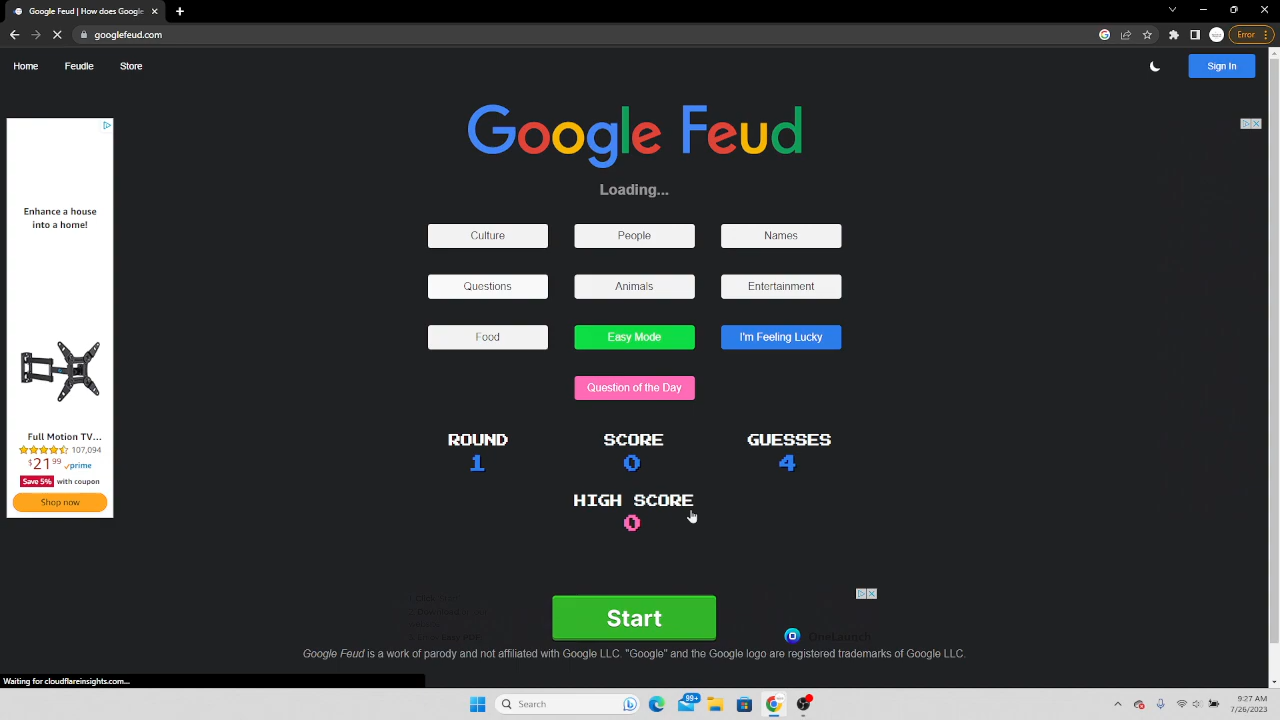 Google Feud | How does Google
googlefeud.com
Error
Home Feudle Store
Sign In
Google Feud
Loading...
Culture People Names
Questions Animals Entertainment
Food Easy Mode I'm Feeling Lucky
Question of the Day
ROUND SCORE GUESSES
1 0 4
HIGH SCORE
0
Enhance a house
into a home!
Full Motion TV...
107,094
$21 99 prime
Save 5% with coupon
Shop now
Start
OneLaunch
Google Feud is a work of parody and not affiliated with Google LLC. "Google" and the Google logo are registered trademarks of Google LLC.
Waiting for cloudflareinsights.com...
Search
99+
9:27 AM
7/26/2023